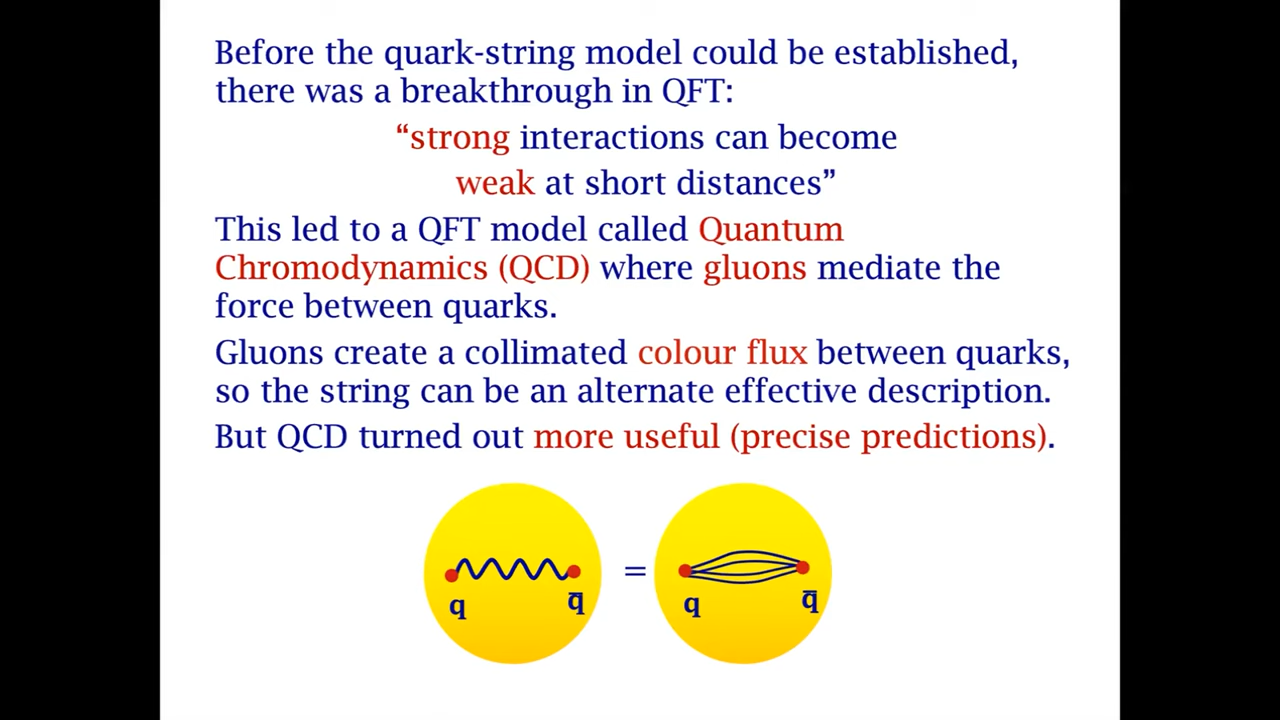 Before the quark-string model could be established,
there was a breakthrough in QFT:
“strong interactions can become
weak at short distances”
This led to a QFT model called Quantum
Chromodynamics (QCD) where gluons mediate the
force between quarks.
Gluons create a collimated colour flux between quarks,
so the string can be an alternate effective description.
But QCD turned out more useful (precise predictions).
=
q q̅ q q̅